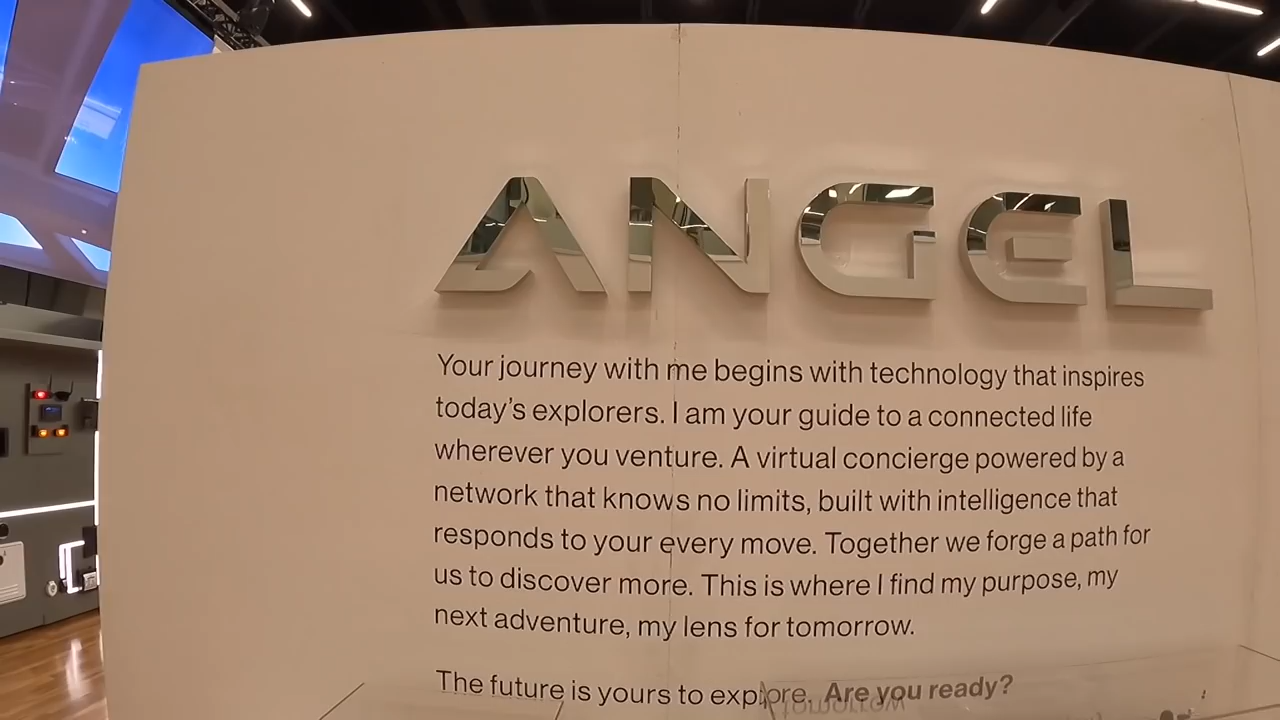 ANGEL
Your journey with me begins with technology that inspires
today's explorers. I am your guide to a connected life
wherever you venture. A virtual concierge powered by a
network that knows no limits, built with intelligence that
responds to your every move. Together we forge a path for
us to discover more. This is where I find my purpose, my
next adventure, my lens for tomorrow.
The future is yours to explore. Are you ready?